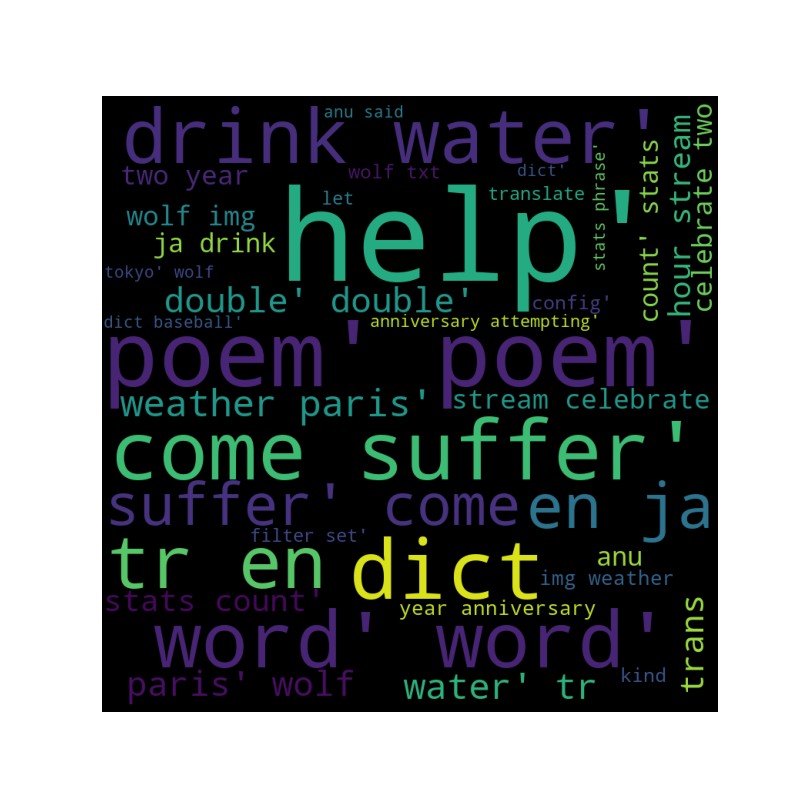 anu said
drink water'
two year
wolf txt
dict'
let
translate
help'
stats phrase'
count' stats
hour stream
celebrate two
wolf img
ja drink
tokyo' wolf
double' double'
config'
dict baseball'
anniversary attempting'
poem' poem'
weather paris'
stream celebrate
come suffer'
suffer' come
en ja
filter set'
tr en
dict
anu
img weather
stats count'
year anniversary
trans
word' word'
paris' wolf
water' tr
kind